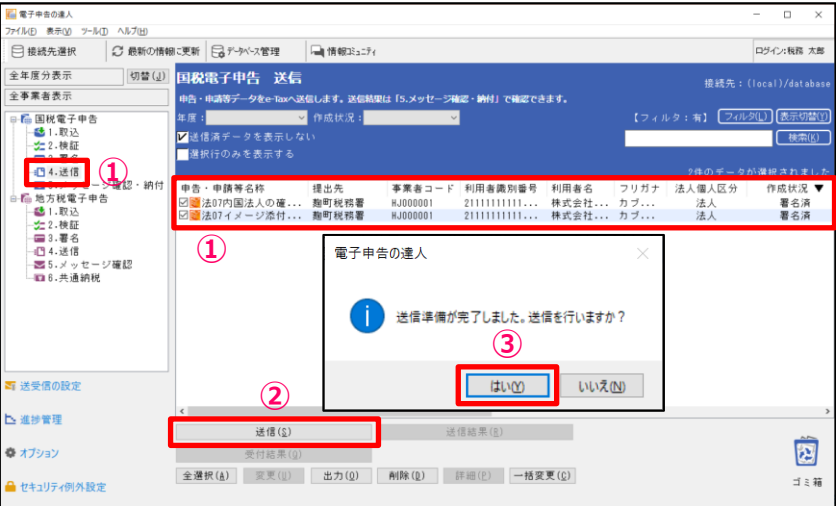 電子申告の達人
ファイル(F) 表示(V) ツール(T) ヘルプ(H)
接続先選択 最新の情報に更新 データベース管理 情報コミュニティ ログイン:税務 太郎
全年度分表示 切替(J)
全事業者表示
国税電子申告
1.取込
2.検証
4.送信
メッセージ確認・納付
地方税電子申告
1.取込
2.検証
3.署名
4.送信
5.メッセージ確認
6.共通納税
①
送受信の設定
進捗管理
オプション
セキュリティ例外設定
国税電子申告 送信
接続先:(local)/database
申告・申請等データをe-Taxへ送信します。送信結果は「5.メッセージ確認・納付」で確認できます。
年度: 作成状況: 【フィルタ:有】 フィルタ(L) 表示切替(Y)
送信済データを表示しない 検索(K)
選択行のみを表示する
2件のデータが選択されました
申告・申請等名称 提出先 事業者コード 利用者識別番号 利用者名 フリガナ 法人個人区分 作成状況 ▼
法07内国法人の確... 麹町税務署 HJ000001 21111111111... 株式会社... カブ... 法人 署名済
法07イメージ添付... 麹町税務署 HJ000001 21111111111... 株式会社... カブ... 法人 署名済
①
電子申告の達人
送信準備が完了しました。送信を行いますか?
③
はい(Y) いいえ(N)
②
送信(S) 送信結果(R)
受付結果(Q)
全選択(A) 変更(U) 出力(O) 削除(D) 詳細(P) 一括変更(C)
ゴミ箱